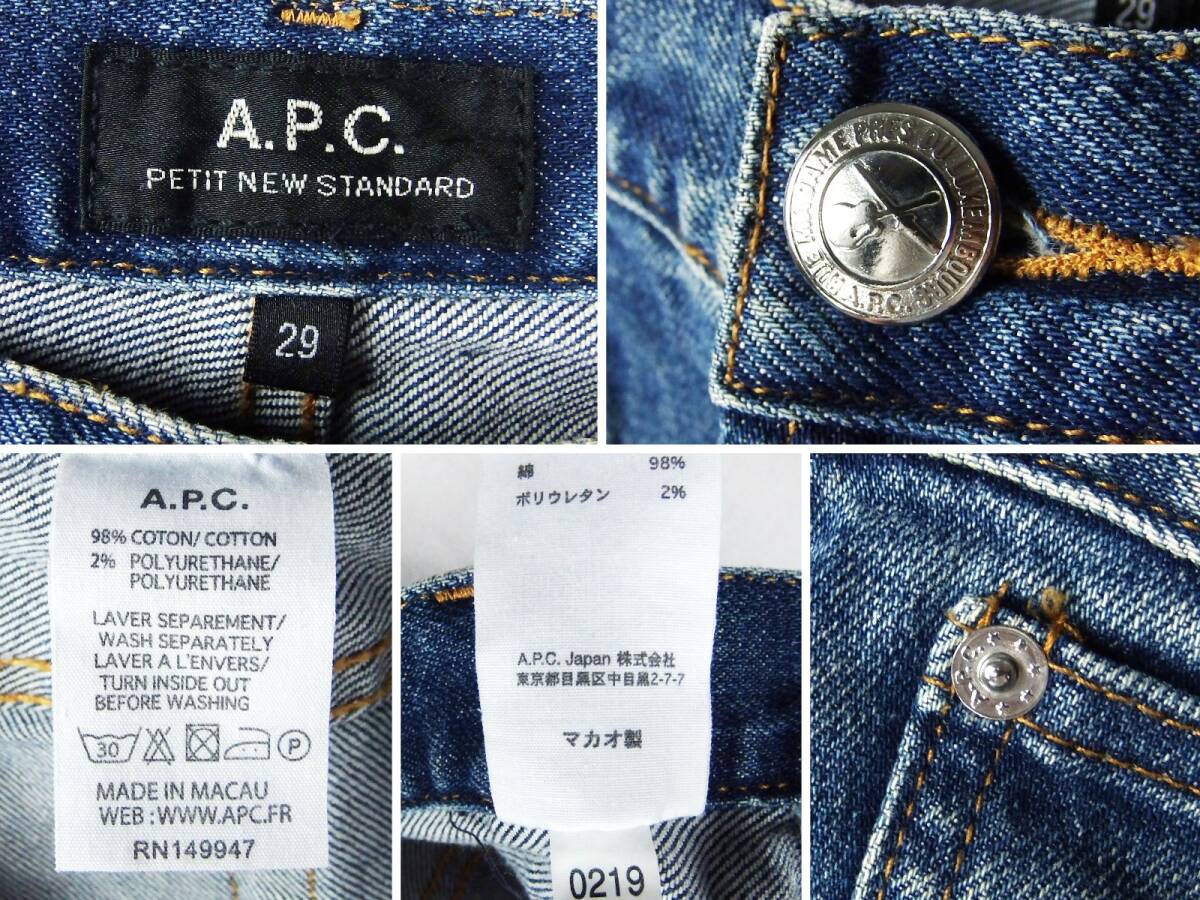 A.P.C.
PETIT NEW STANDARD
29
29
A.P.C.
A.P.C.
98% COTON/ COTTON
2% POLYURETHANE/
POLYURETHANE
LAVER SEPAREMENT/
WASH SEPARATELY
LAVER A L'ENVERS/
TURN INSIDE OUT
BEFORE WASHING
30 P
MADE IN MACAU
WEB :WWW.APC.FR
RN149947
綿 98%
ポリウレタン 2%
A.P.C. Japan 株式会社
東京都目黒区中目黒2-7-7
マカオ製
0219
A.P.C.